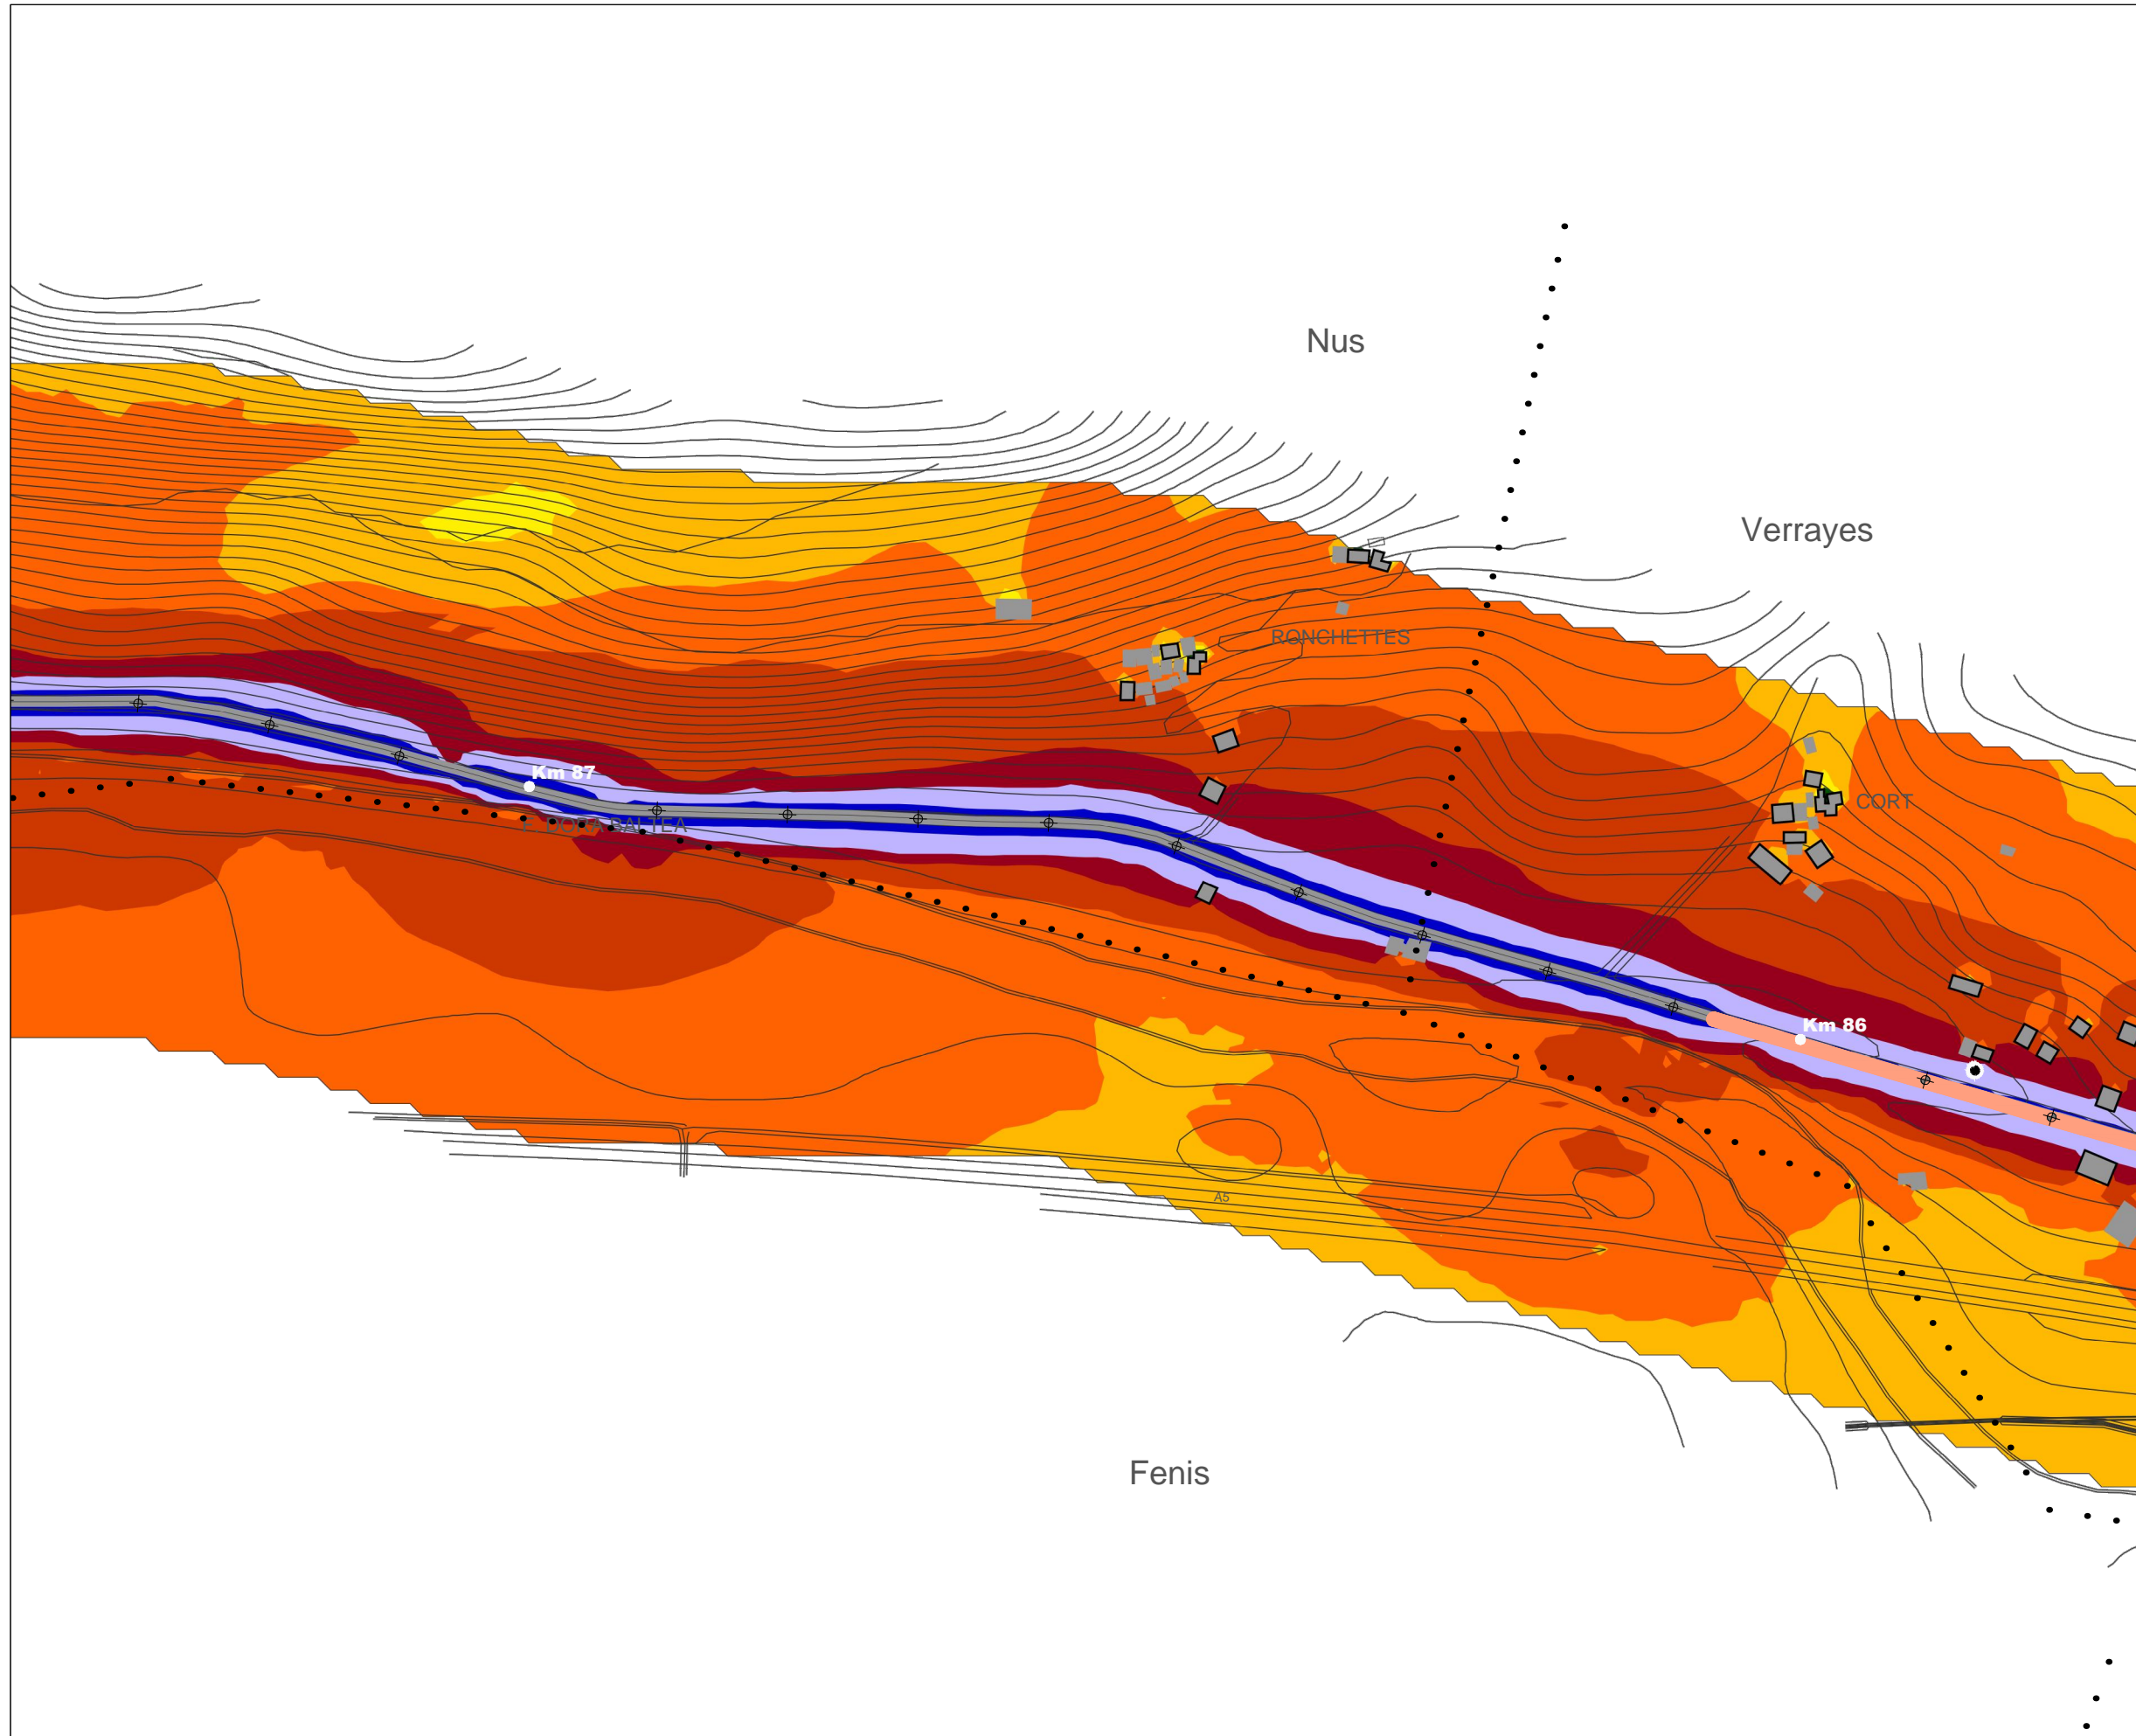 Nus
Verrayes
RONCHETTES
Km 87
CORT
F. DORA BALTEA
Km 86
A5
Fenis